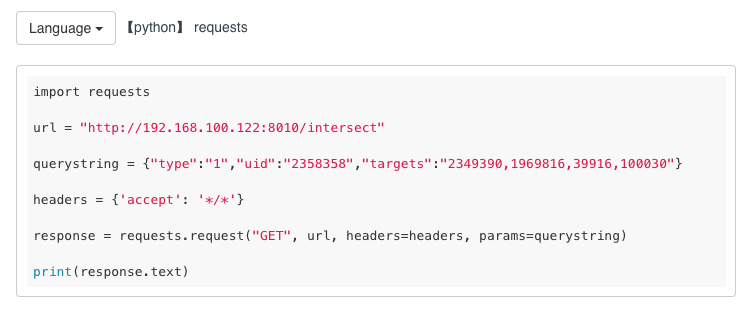 Language 【python】 requests
import requests
url = "http://192.168.100.122:8010/intersect"
querystring = {"type":"1","uid":"2358358","targets":"2349390,1969816,39916,100030"}
headers = {'accept': '*/*'}
response = requests.request("GET", url, headers=headers, params=querystring)
print(response.text)